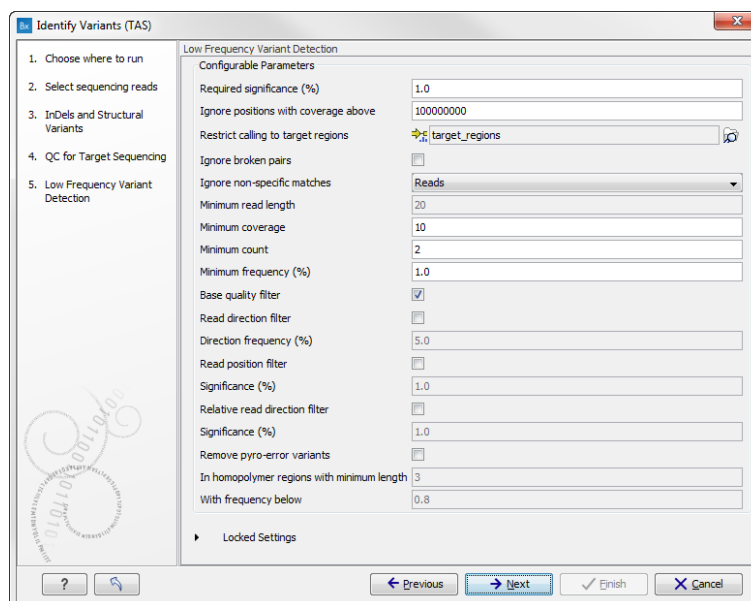 Bx Identify Variants (TAS)
1. Choose where to run
2. Select sequencing reads
3. InDels and Structural
Variants
4. QC for Target Sequencing
5. Low Frequency Variant
Detection
Low Frequency Variant Detection
Configurable Parameters
Required significance (%) 1.0
Ignore positions with coverage above 100000000
Restrict calling to target regions target_regions
Ignore broken pairs
Ignore non-specific matches Reads
Minimum read length 20
Minimum coverage 10
Minimum count 2
Minimum frequency (%) 1.0
Base quality filter
Read direction filter
Direction frequency (%) 5.0
Read position filter
Significance (%) 1.0
Relative read direction filter
Significance (%) 1.0
Remove pyro-error variants
In homopolymer regions with minimum length 3
With frequency below 0.8
Locked Settings
? Previous Next Finish Cancel